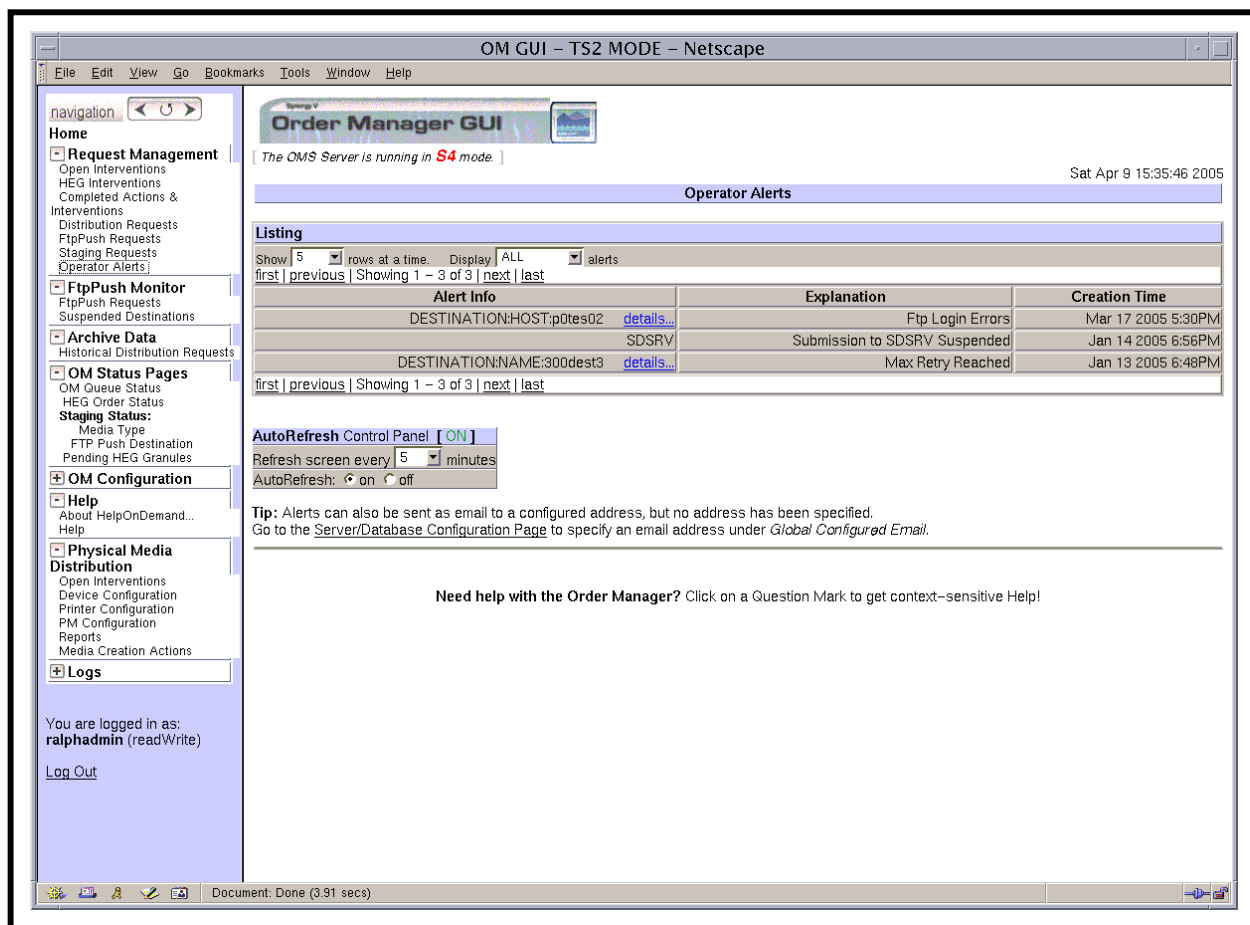 OM GUI – TS2 MODE – Netscape
File Edit View Go Bookmarks Tools Window Help
navigation
Home
Request Management
Open Interventions
HEG Interventions
Completed Actions &
Interventions
Distribution Requests
FtpPush Requests
Staging Requests
Operator Alerts
FtpPush Monitor
FtpPush Requests
Suspended Destinations
Archive Data
Historical Distribution Requests
OM Status Pages
OM Queue Status
HEG Order Status
Staging Status:
Media Type
FTP Push Destination
Pending HEG Granules
OM Configuration
Help
About HelpOnDemand...
Help
Physical Media
Distribution
Open Interventions
Device Configuration
Printer Configuration
PM Configuration
Reports
Media Creation Actions
Logs
You are logged in as:
ralphadmin (readWrite)
Log Out
Synergy V
Order Manager GUI
[ The OMS Server is running in S4 mode. ]
Sat Apr 9 15:35:46 2005
Operator Alerts
Listing
Show 5 rows at a time. Display ALL alerts
first | previous | Showing 1 – 3 of 3 | next | last
Alert Info Explanation Creation Time
DESTINATION:HOST:p0tes02 details... Ftp Login Errors Mar 17 2005 5:30PM
SDSRV Submission to SDSRV Suspended Jan 14 2005 6:56PM
DESTINATION:NAME:300dest3 details... Max Retry Reached Jan 13 2005 6:48PM
first | previous | Showing 1 – 3 of 3 | next | last
AutoRefresh Control Panel [ ON ]
Refresh screen every 5 minutes
AutoRefresh: on off
Tip: Alerts can also be sent as email to a configured address, but no address has been specified.
Go to the Server/Database Configuration Page to specify an email address under Global Configured Email.
Need help with the Order Manager? Click on a Question Mark to get context–sensitive Help!
Document: Done (3.91 secs)